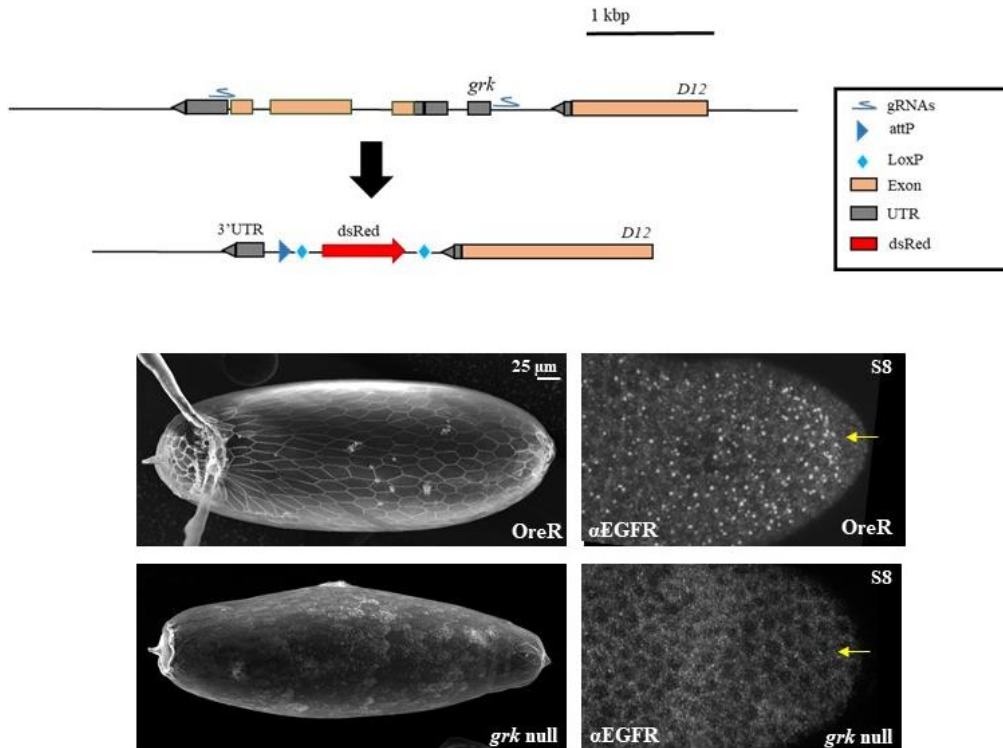 1 kbp
grk
D12
gRNAs
attP
LoxP
Exon
UTR
dsRed
3’UTR
dsRed
D12
25 µm
OreR
S8
αEGFR
OreR
grk null
S8
αEGFR
grk null